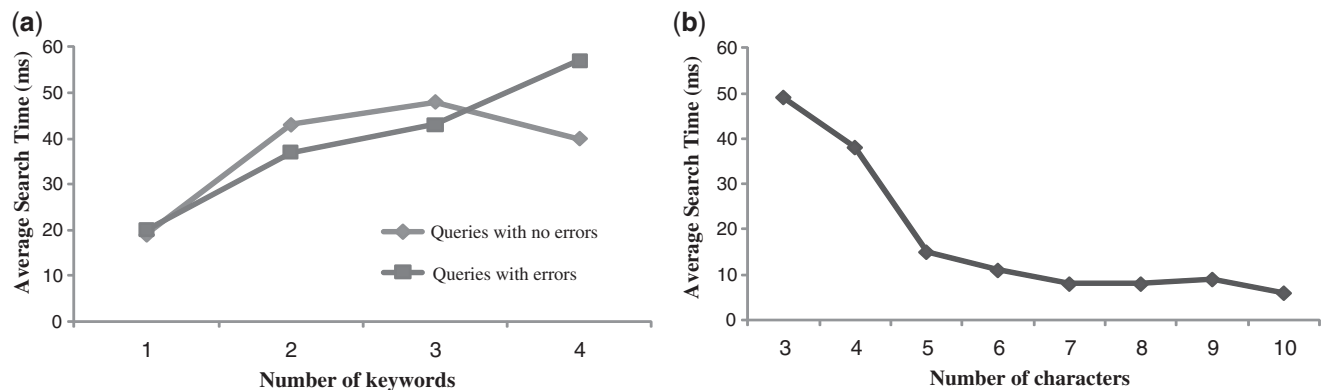 (a)
60
50
40
30
20
10
0
Average Search Time (ms)
1 2 3 4
Number of keywords
Queries with no errors
Queries with errors
(b)
60
50
40
30
20
10
0
Average Search Time (ms)
3 4 5 6 7 8 9 10
Number of characters